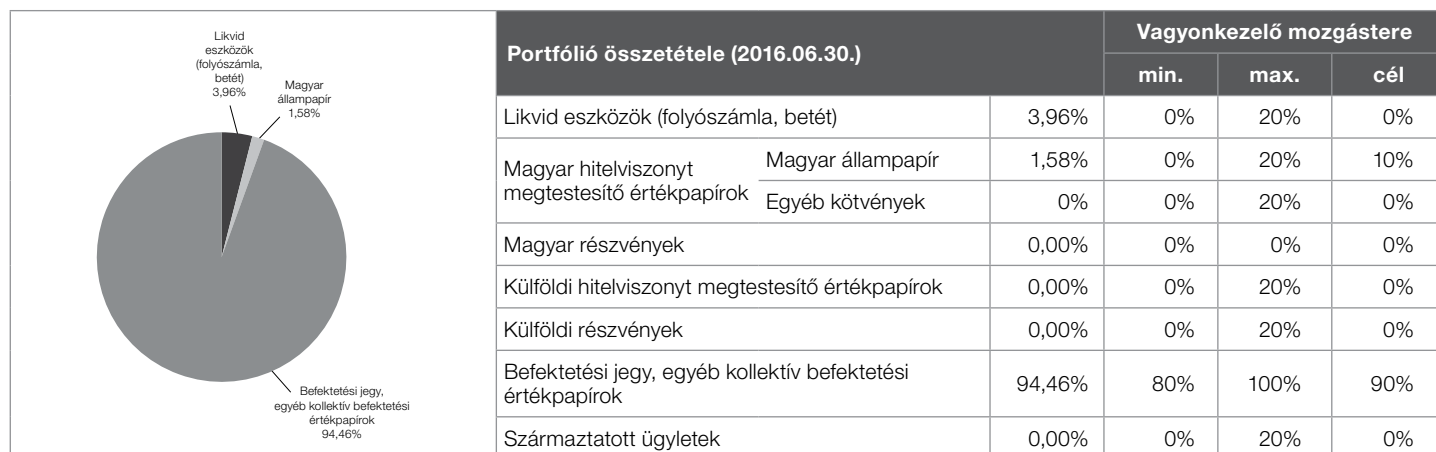 Likvid
eszközök
(folyószámla,
betét)
3,96%
Magyar
állampapír
1,58%
Befektetési jegy,
egyéb kollektív befektetési
értékpapírok
94,46%
Portfólió összetétele (2016.06.30.)
Vagyonkezelő mozgástere
min. max. cél
Likvid eszközök (folyószámla, betét) 3,96% 0% 20% 0%
Magyar hitelviszonyt
megtestesítő értékpapírok
Magyar állampapír 1,58% 0% 20% 10%
Egyéb kötvények 0% 0% 20% 0%
Magyar részvények 0,00% 0% 0% 0%
Külföldi hitelviszonyt megtestesítő értékpapírok 0,00% 0% 20% 0%
Külföldi részvények 0,00% 0% 20% 0%
Befektetési jegy, egyéb kollektív befektetési
értékpapírok 94,46% 80% 100% 90%
Származtatott ügyletek 0,00% 0% 20% 0%